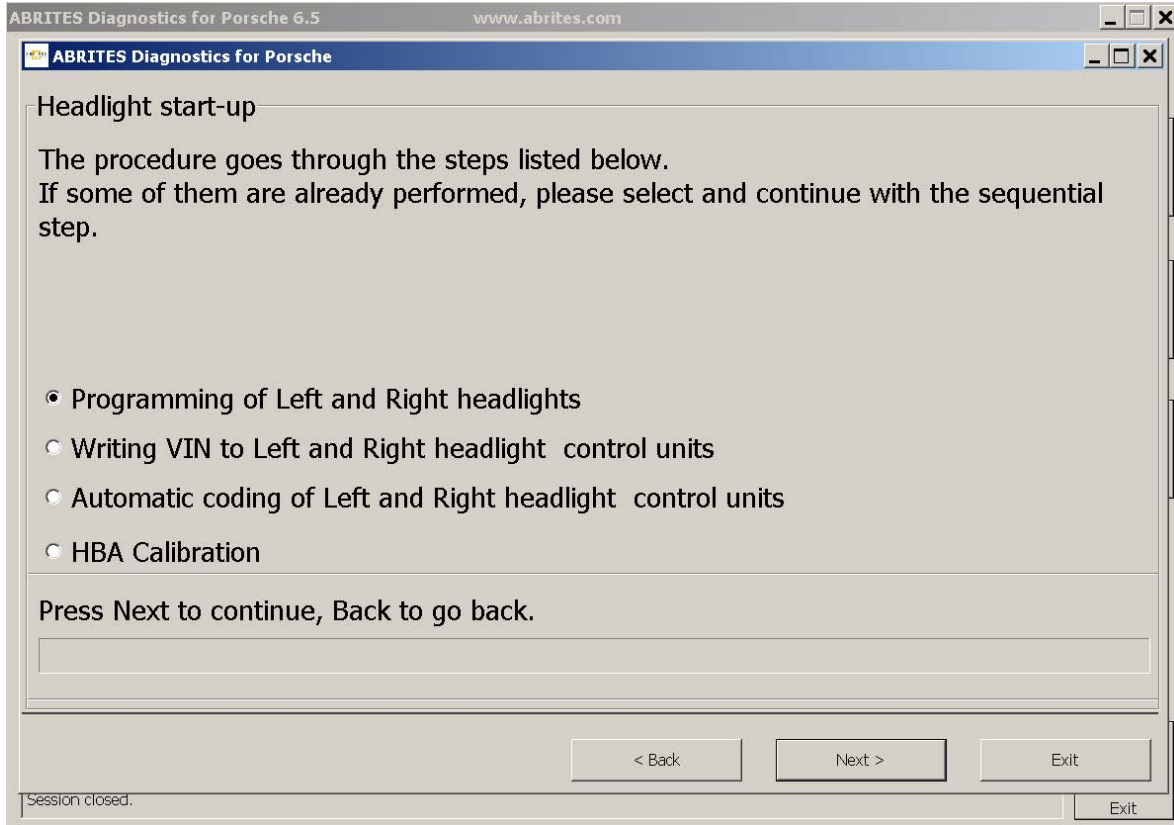 ABRITES Diagnostics for Porsche 6.5 www.abrites.com
ABRITES Diagnostics for Porsche
Headlight start-up
The procedure goes through the steps listed below.
If some of them are already performed, please select and continue with the sequential
step.
Programming of Left and Right headlights
Writing VIN to Left and Right headlight control units
Automatic coding of Left and Right headlight control units
HBA Calibration
Press Next to continue, Back to go back.
< Back Next > Exit
Session closed.
Exit